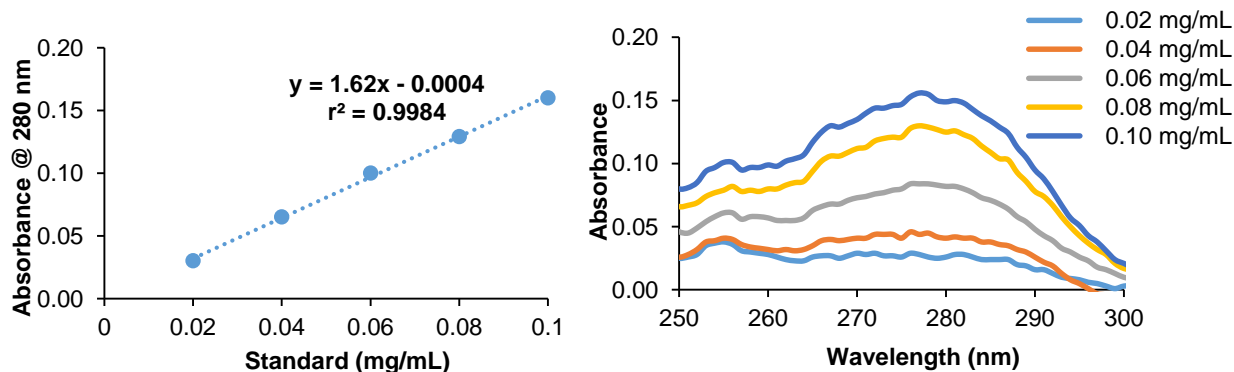 Absorbance @ 280 nm
0.20
0.15
0.10
0.05
0.00
y = 1.62x - 0.0004
r² = 0.9984
0 0.02 0.04 0.06 0.08 0.1
Standard (mg/mL)
Absorbance
0.20
0.15
0.10
0.05
0.00
250 260 270 280 290 300
Wavelength (nm)
0.02 mg/mL
0.04 mg/mL
0.06 mg/mL
0.08 mg/mL
0.10 mg/mL